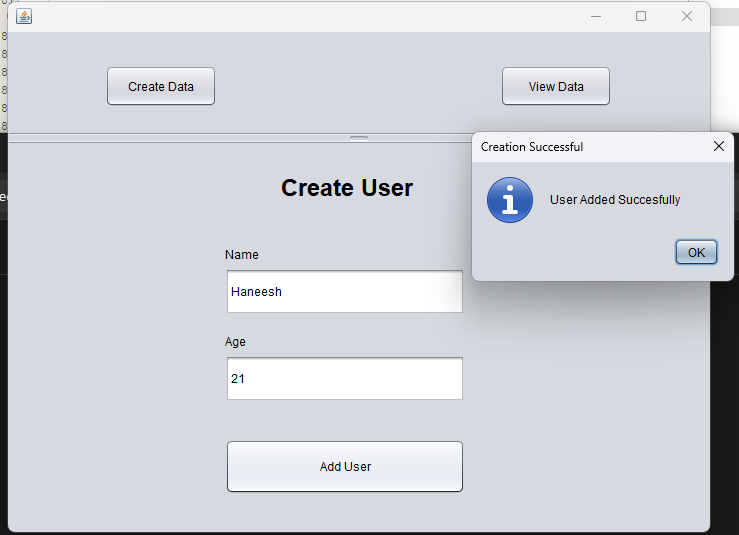 Create Data
View Data
Creation Successful
User Added Succesfully
OK
Create User
Name
Haneesh
Age
21
Add User